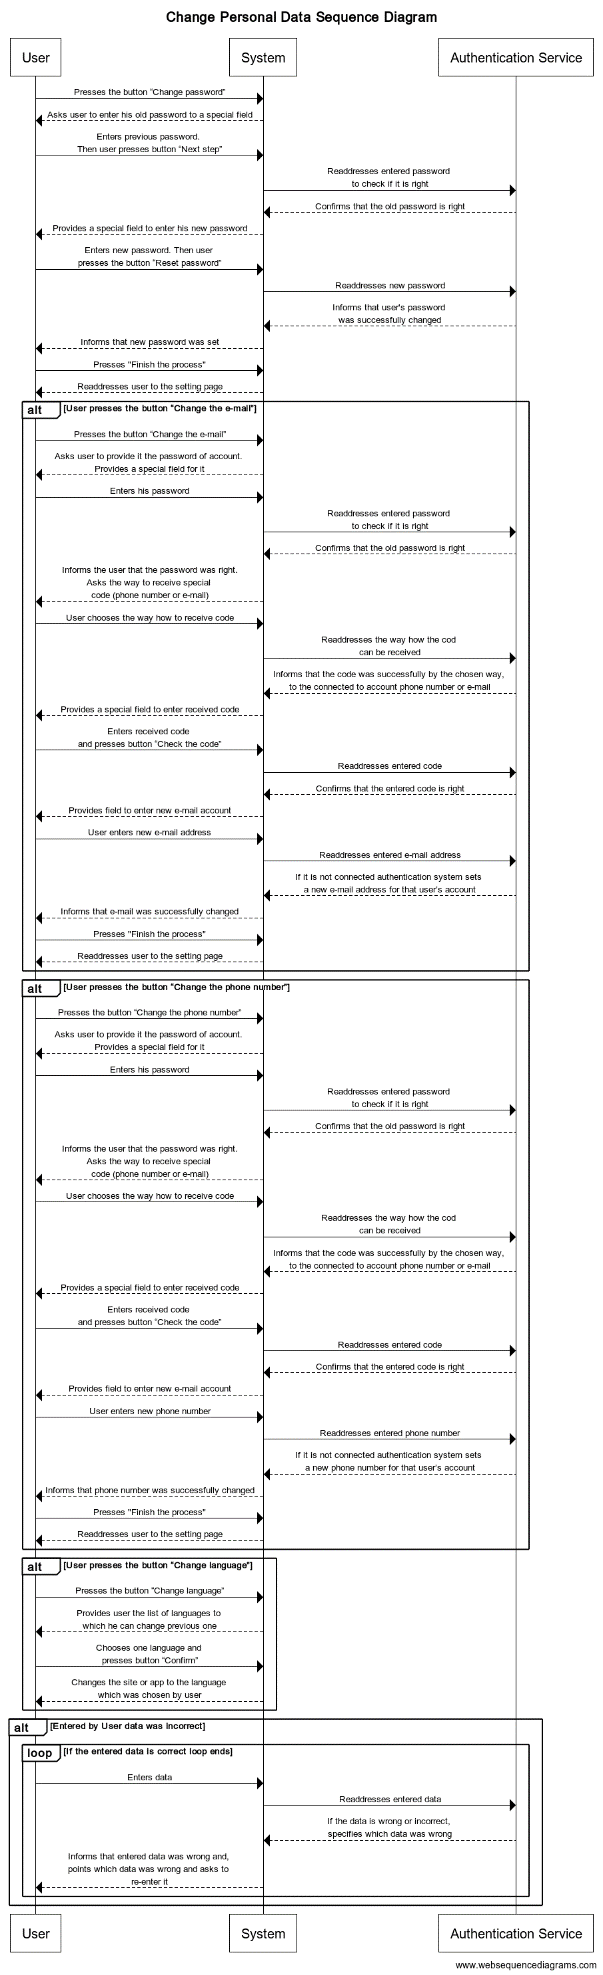 Change Personal Data Sequence Diagram
User
System
Authentication Service
Presses the button "Change password"
Asks user to enter his old password to a special field
Enters previous password.
Then user presses button "Next step"
Readdresses entered password
to check if it is right
Confirms that the old password is right
Provides a special field to enter his new password
Enters new password. Then user
presses the button "Reset password"
Readdresses new password
Informs that user's password
was successfully changed
Informs that new password was set
Presses "Finish the process"
Readdresses user to the setting page
alt [User presses the button "Change the e-mail"]
Presses the button "Change the e-mail"
Asks user to provide it the password of account.
Provides a special field for it
Enters his password
Readdresses entered password
to check if it is right
Confirms that the old password is right
Informs the user that the password was right.
Asks the way to receive special
code (phone number or e-mail)
User chooses the way how to receive code
Readdresses the way how the cod
can be received
Informs that the code was successfully by the chosen way,
to the connected to account phone number or e-mail
Provides a special field to enter received code
Enters received code
and presses button "Check the code"
Readdresses entered code
Confirms that the entered code is right
Provides field to enter new e-mail account
User enters new e-mail address
Readdresses entered e-mail address
If it is not connected authentication system sets
a new e-mail address for that user's account
Informs that e-mail was successfully changed
Presses "Finish the process"
Readdresses user to the setting page
alt [User presses the button "Change the phone number"]
Presses the button "Change the phone number"
Asks user to provide it the password of account.
Provides a special field for it
Enters his password
Readdresses entered password
to check if it is right
Confirms that the old password is right
Informs the user that the password was right.
Asks the way to receive special
code (phone number or e-mail)
User chooses the way how to receive code
Readdresses the way how the cod
can be received
Informs that the code was successfully by the chosen way,
to the connected to account phone number or e-mail
Provides a special field to enter received code
Enters received code
and presses button "Check the code"
Readdresses entered code
Confirms that the entered code is right
Provides field to enter new e-mail account
User enters new phone number
Readdresses entered phone number
If it is not connected authentication system sets
a new phone number for that user's account
Informs that phone number was successfully changed
Presses "Finish the process"
Readdresses user to the setting page
alt [User presses the button "Change language"]
Presses the button "Change language"
Provides user the list of languages to
which he can change previous one
Chooses one language and
presses button "Confirm"
Changes the site or app to the language
which was chosen by user
alt [Entered by User data was incorrect]
loop [If the entered data is correct loop ends]
Enters data
Readdresses entered data
If the data is wrong or incorrect,
specifies which data was wrong
Informs that entered data was wrong and,
points which data was wrong and asks to
re-enter it
User
System
Authentication Service
www.websequencediagrams.com